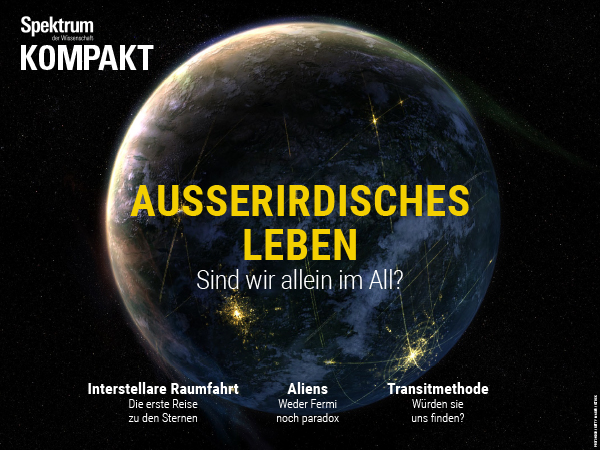 Spektrum
der Wissenschaft
KOMPAKT
AUSSERIRDISCHES
LEBEN
Sind wir allein im All?
Interstellare Raumfahrt
Die erste Reise
zu den Sternen
Aliens
Weder Fermi
noch paradox
Transitmethode
Würden sie
uns finden?